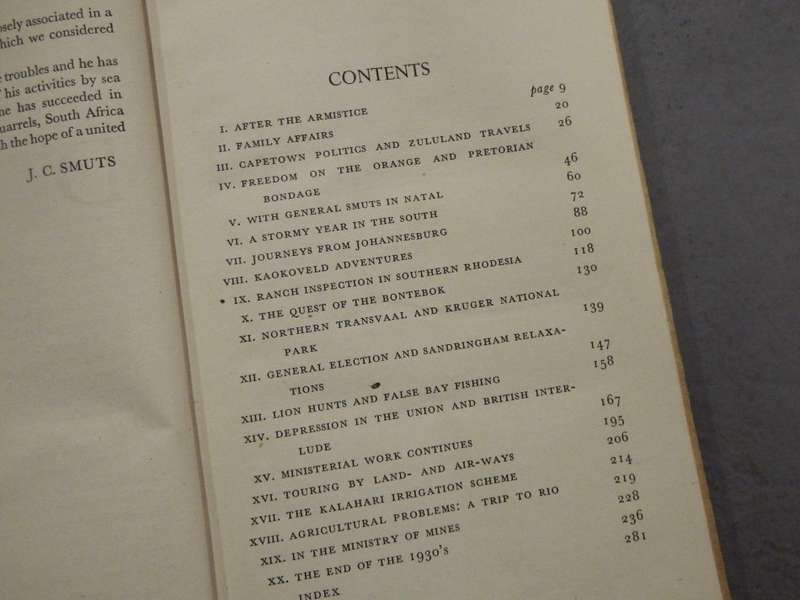 osely associated in a
hich we considered
troubles and he has
his activities by sea
has succeeded in
uarrels, South Africa
the hope of a united
J. C. SMUTS
CONTENTS
I. AFTER THE ARMISTICE page 9
II. FAMILY AFFAIRS 20
III. CAPETOWN POLITICS AND ZULULAND TRAVELS 26
IV. FREEDOM ON THE ORANGE AND PRETORIAN
BONDAGE 46
V. WITH GENERAL SMUTS IN NATAL 60
VI. A STORMY YEAR IN THE SOUTH 72
VII. JOURNEYS FROM JOHANNESBURG 88
VIII. KAOKOVELD ADVENTURES 100
IX. RANCH INSPECTION IN SOUTHERN RHODESIA 118
X. THE QUEST OF THE BONTEBOK 130
XI. NORTHERN TRANSVAAL AND KRUGER NATIONAL
PARK 139
XII. GENERAL ELECTION AND SANDRINGHAM RELAXA-
TIONS 147
XIII. LION HUNTS AND FALSE BAY FISHING 158
XIV. DEPRESSION IN THE UNION AND BRITISH INTER-
LUDE 167
XV. MINISTERIAL WORK CONTINUES 195
XVI. TOURING BY LAND- AND AIR-WAYS 206
XVII. THE KALAHARI IRRIGATION SCHEME 214
XVIII. AGRICULTURAL PROBLEMS: A TRIP TO RIO 219
XIX. IN THE MINISTRY OF MINES 228
XX. THE END OF THE 1930'S 236
INDEX 281